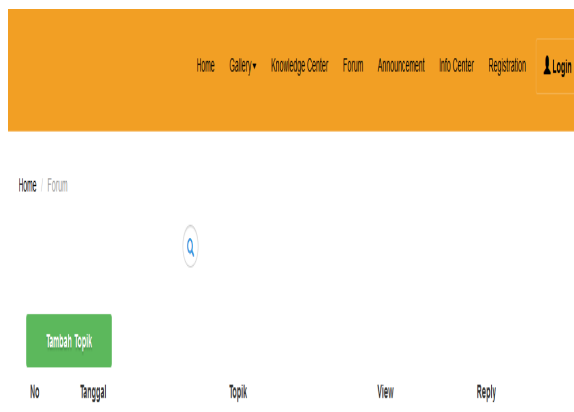 Home Gallery▾ Knowledge Center Forum Announcement Info Center Registration Login
Home / Forum
Tambah Topik
No Tanggal Topik View Reply